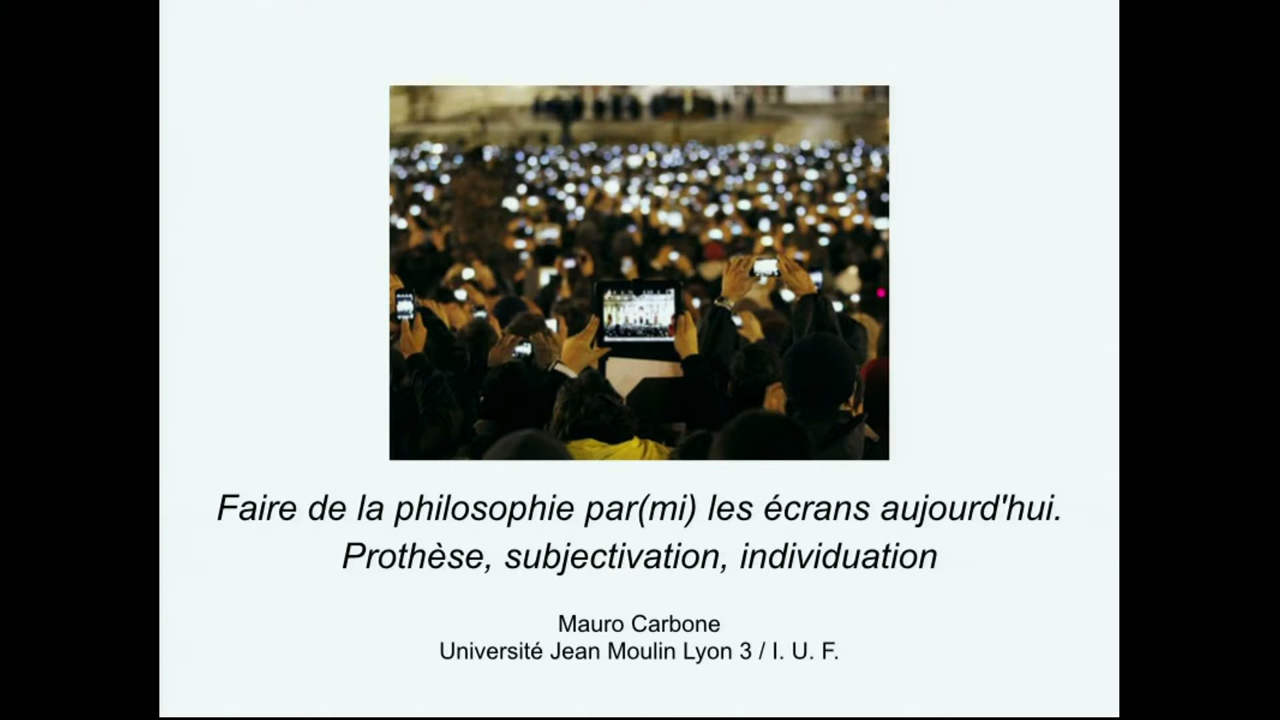 Faire de la philosophie par(mi) les écrans aujourd'hui.
Prothèse, subjectivation, individuation
Mauro Carbone
Université Jean Moulin Lyon 3 / I. U. F.